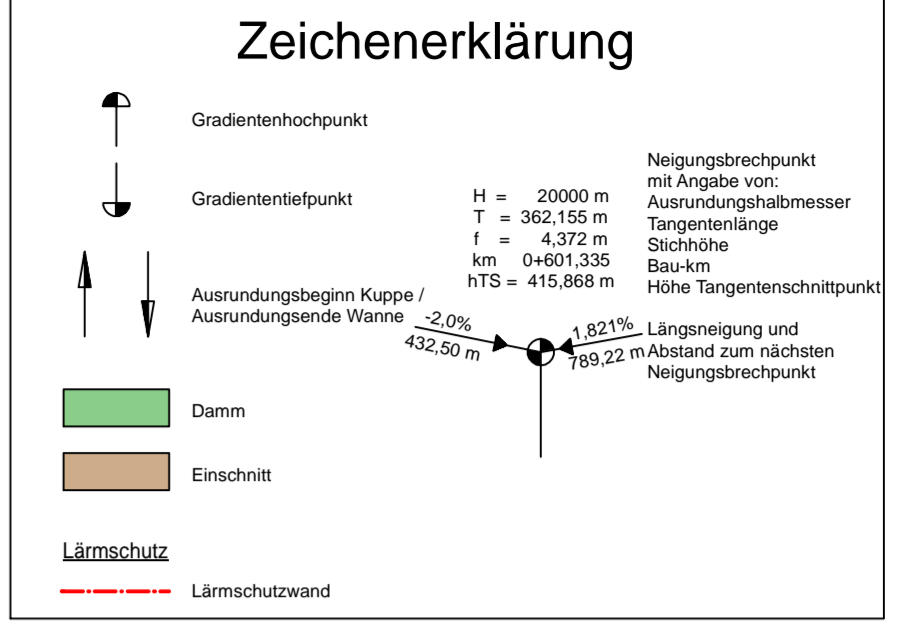 Zeichenerklärung
Gradientenhochpunkt
Gradiententiefpunkt
Ausrundungsbeginn Kuppe /
Ausrundungsende Wanne
Damm
Einschnitt
Lärmschutz
Lärmschutzwand
H = 20000 m
T = 362,155 m
f = 4,372 m
km 0+601,335
hTS = 415,868 m
Neigungsbrechpunkt
mit Angabe von:
Ausrundungshalbmesser
Tangentenlänge
Stichhöhe
Bau-km
Höhe Tangentenschnittpunkt
-2,0%
432,50 m
1,821%
789,22 m
Längsneigung und
Abstand zum nächsten
Neigungsbrechpunkt